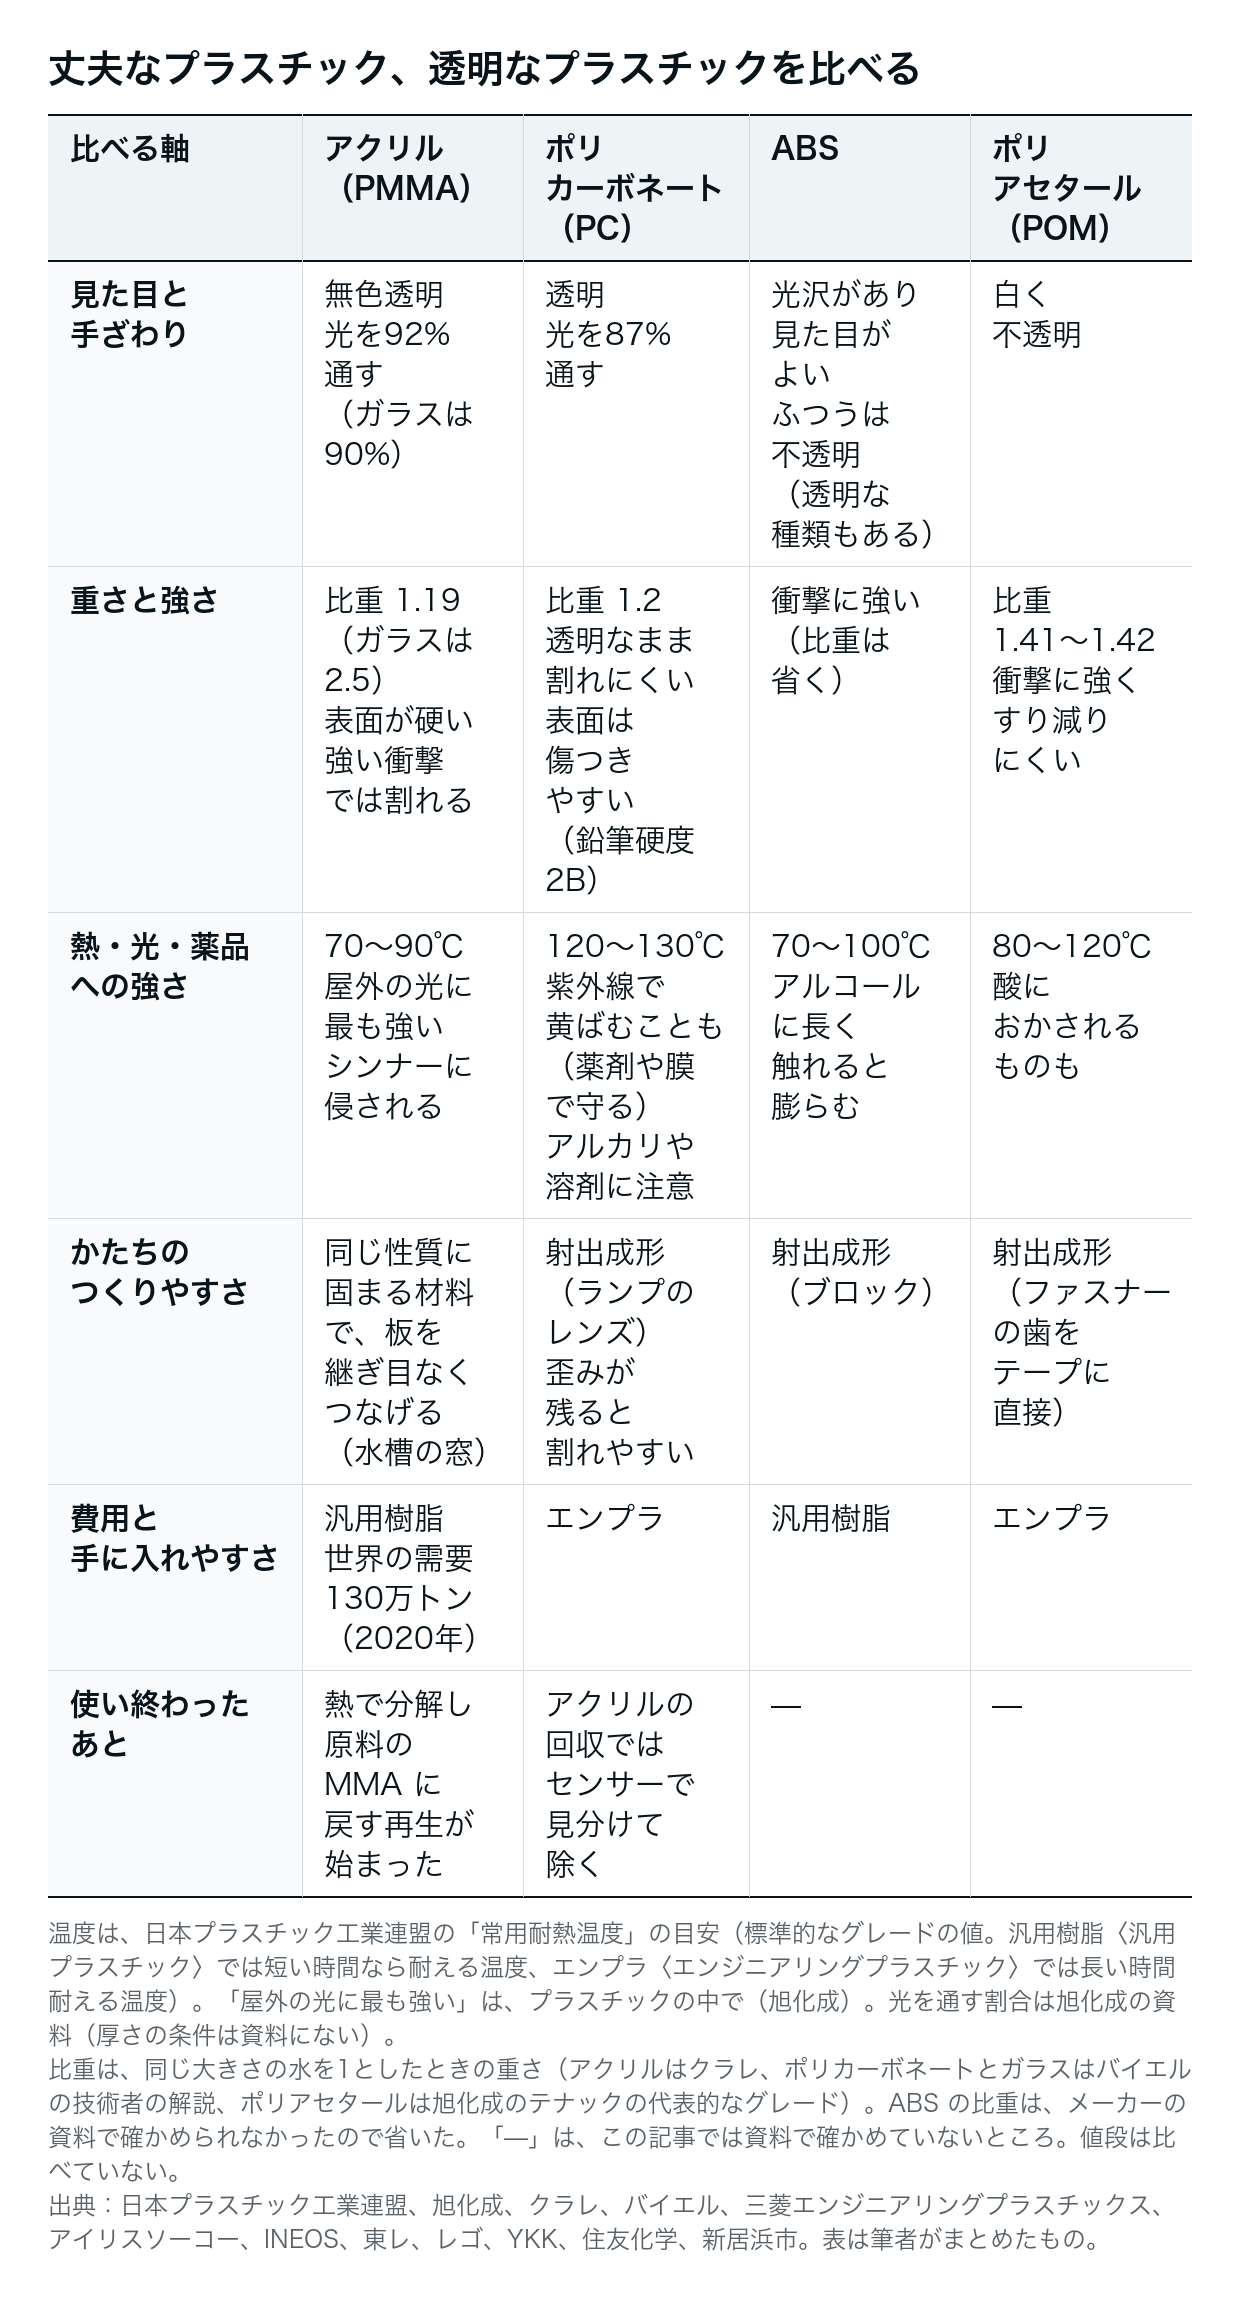 丈夫なプラスチック、透明なプラスチックを比べる
比べる軸
アクリル
（PMMA）
ポリ
カーボネート
（PC）
ABS
ポリ
アセタール
（POM）
見た目と
手ざわり
無色透明
光を92%
通す
（ガラスは
90%）
透明
光を87%
通す
光沢があり
見た目が
よい
ふつうは
不透明
（透明な
種類もある）
白く
不透明
重さと強さ
比重 1.19
（ガラスは
2.5）
表面が硬い
強い衝撃
では割れる
比重 1.2
透明なまま
割れにくい
表面は
傷つき
やすい
（鉛筆硬度
2B）
衝撃に強い
（比重は
省く）
比重
1.41〜1.42
衝撃に強く
すり減り
にくい
熱・光・薬品
への強さ
70〜90℃
屋外の光に
最も強い
シンナーに
侵される
120〜130℃
紫外線で
黄ばむことも
（薬剤や膜
で守る）
アルカリや
溶剤に注意
70〜100℃
アルコール
に長く
触れると
膨らむ
80〜120℃
酸に
おかされる
ものも
かたちの
つくりやすさ
同じ性質に
固まる材料
で、板を
継ぎ目なく
つなげる
（水槽の窓）
射出成形
（ランプの
レンズ）
歪みが
残ると
割れやすい
射出成形
（ブロック）
射出成形
（ファスナー
の歯を
テープに
直接）
費用と
手に入れやすさ
汎用樹脂
世界の需要
130万トン
（2020年）
エンプラ
汎用樹脂
エンプラ
使い終わった
あと
熱で分解し
原料の
MMA に
戻す再生が
始まった
アクリルの
回収では
センサーで
見分けて
除く
—
—
温度は、日本プラスチック工業連盟の「常用耐熱温度」の目安（標準的なグレードの値。汎用樹脂〈汎用
プラスチック〉では短い時間なら耐える温度、エンプラ〈エンジニアリングプラスチック〉では長い時間
耐える温度）。「屋外の光に最も強い」は、プラスチックの中で（旭化成）。光を通す割合は旭化成の資
料（厚さの条件は資料にない）。
比重は、同じ大きさの水を1としたときの重さ（アクリルはクラレ、ポリカーボネートとガラスはバイエル
の技術者の解説、ポリアセタールは旭化成のテナックの代表的なグレード）。ABS の比重は、メーカーの
資料で確かめられなかったので省いた。「—」は、この記事では資料で確かめていないところ。値段は比
べていない。
出典：日本プラスチック工業連盟、旭化成、クラレ、バイエル、三菱エンジニアリングプラスチックス、
アイリスソーコー、INEOS、東レ、レゴ、YKK、住友化学、新居浜市。表は筆者がまとめたもの。